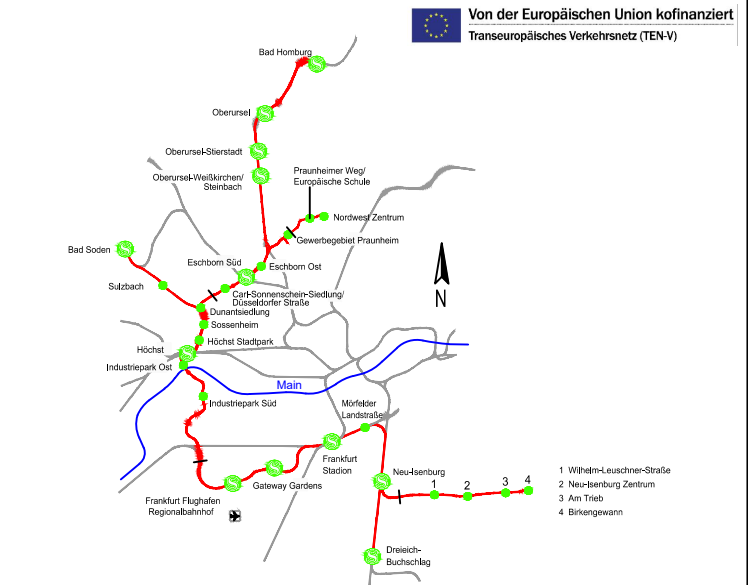 Von der Europäischen Union kofinanziert
Transeuropäisches Verkehrsnetz (TEN-V)
Bad Homburg
Oberursel
Oberursel-Stierstadt
Oberursel-Weißkirchen/
Steinbach
Praunheimer Weg/
Europäische Schule
Nordwest Zentrum
Gewerbegebiet Praunheim
Bad Soden
Eschborn Süd
Eschborn Ost
Sulzbach
Carl-Sonnenschein-Siedlung/
Düsseldorfer Straße
N
Dunantsiedlung
Sossenheim
Höchst Stadtpark
Höchst
Industriepark Ost
Main
Industriepark Süd
Mörfelder
Landstraße
Frankfurt
Stadion
Neu-Isenburg
Gateway Gardens
1
2
3
4
1 Wilhelm-Leuschner-Straße
2 Neu-Isenburg Zentrum
3 Am Trieb
4 Birkengewann
Frankfurt Flughafen
Regionalbahnhof
Dreieich-
Buchschlag